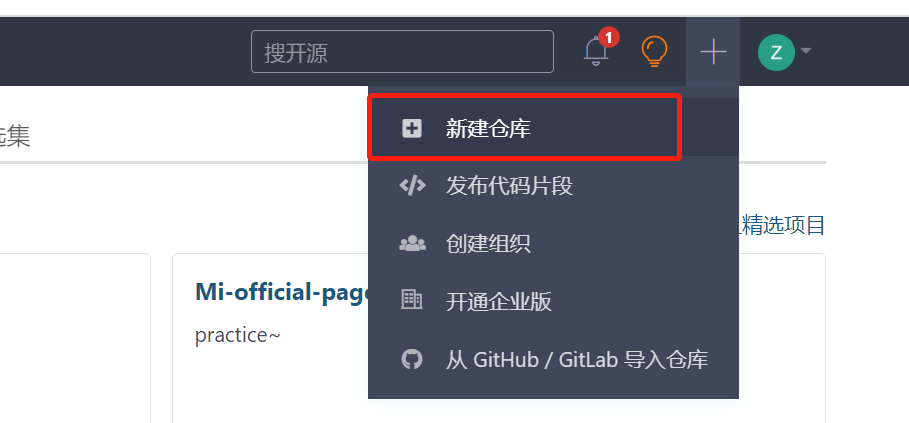 搜开源
1
Z
新建仓库
选集
发布代码片段
精选项目
创建组织
Mi-official-page
开通企业版
practice~
从 GitHub / GitLab 导入仓库